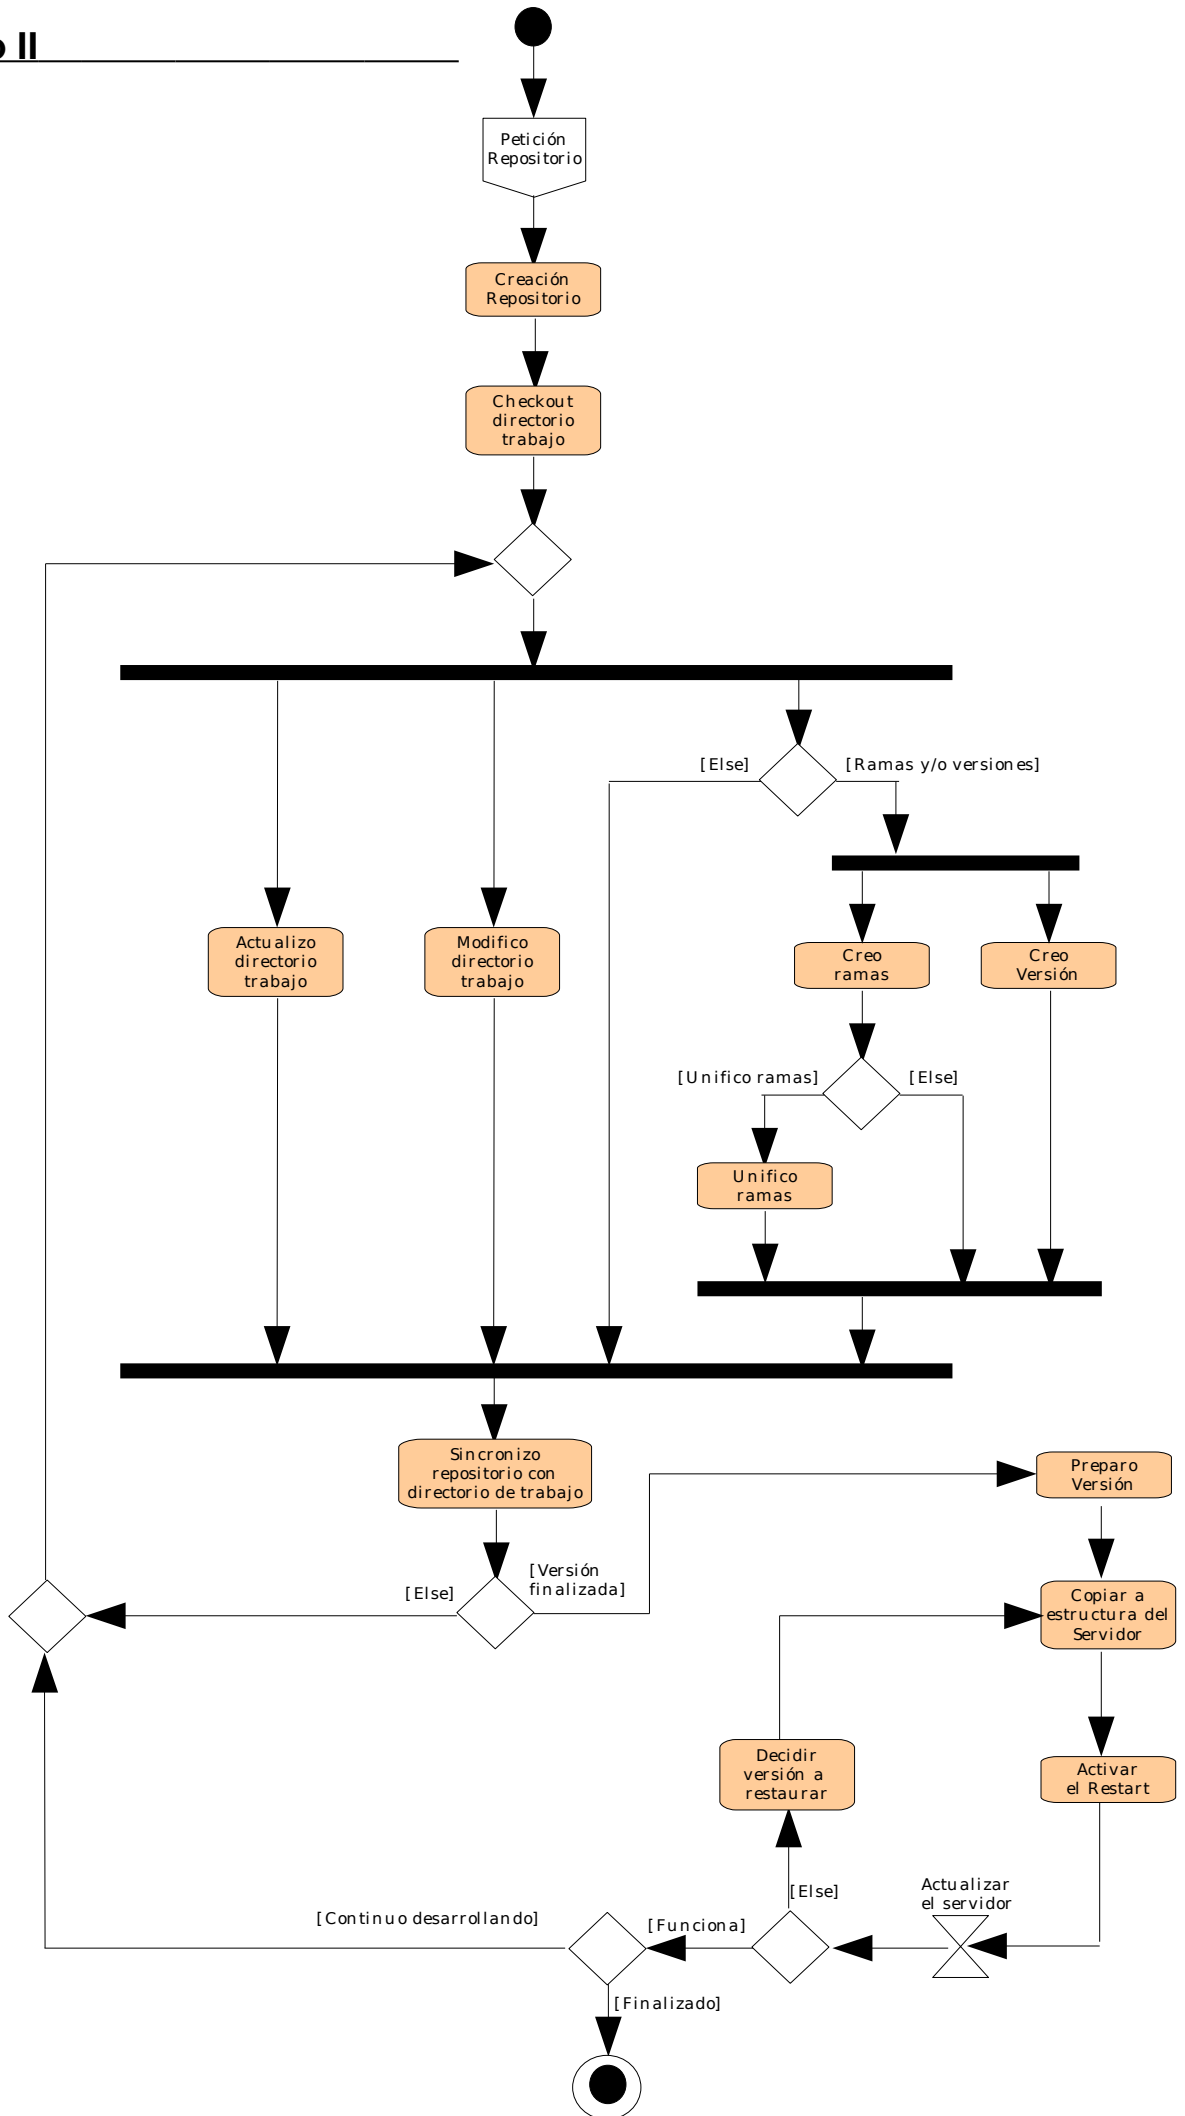 o II
Petición
Repositorio
Creación
Repositorio
Checkout
directorio
trabajo
[Else]
[Ramas y/o versiones]
Actualizo
directorio
trabajo
Modifico
directorio
trabajo
Creo
ramas
Creo
Versión
[Unifico ramas]
[Else]
Unifico
ramas
Sincronizo
repositorio con
directorio de trabajo
Preparo
Versión
[Versión
finalizada]
[Else]
Copiar a
estructura del
Servidor
Decidir
versión a
restaurar
Activar
el Restart
Actualizar
el servidor
[Else]
[Funciona]
[Continuo desarrollando]
[Finalizado]